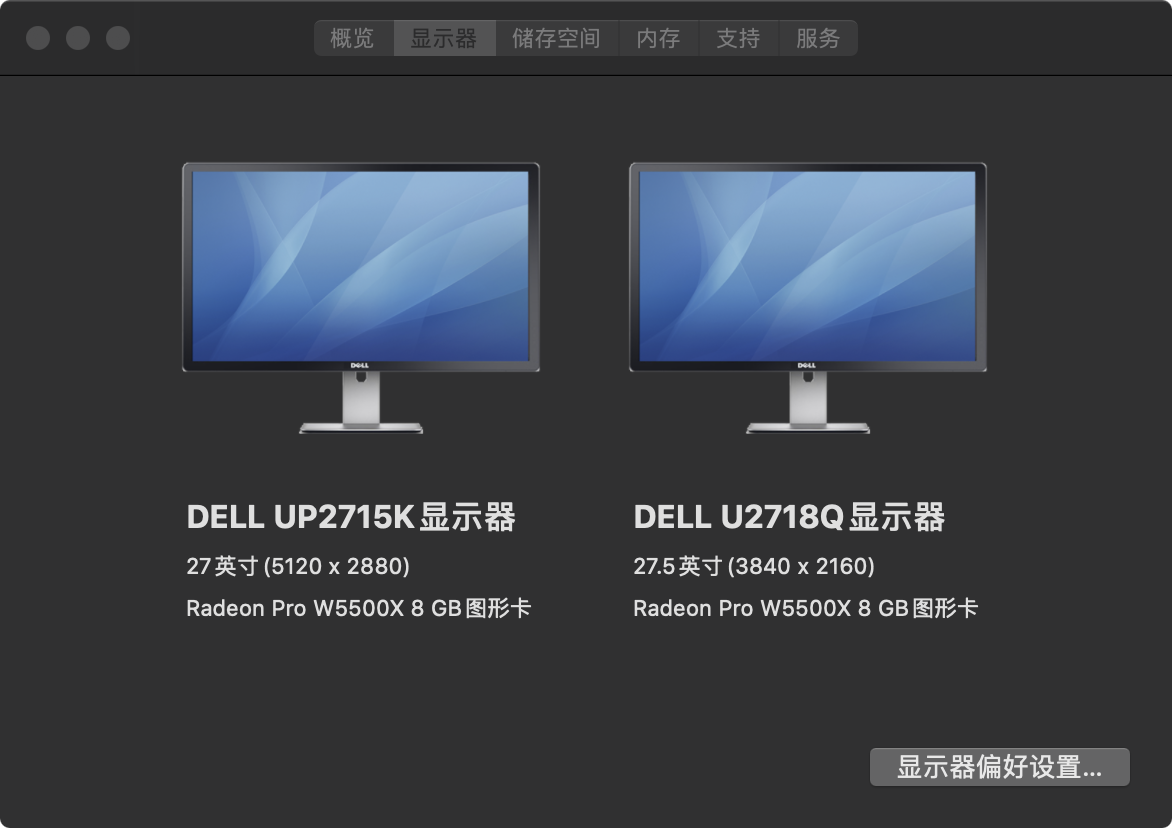 概览 显示器 储存空间 内存 支持 服务
DELL DELL
DELL UP2715K显示器
27英寸 (5120 x 2880)
Radeon Pro W5500X 8 GB图形卡
DELL U2718Q显示器
27.5英寸 (3840 x 2160)
Radeon Pro W5500X 8 GB图形卡
显示器偏好设置...